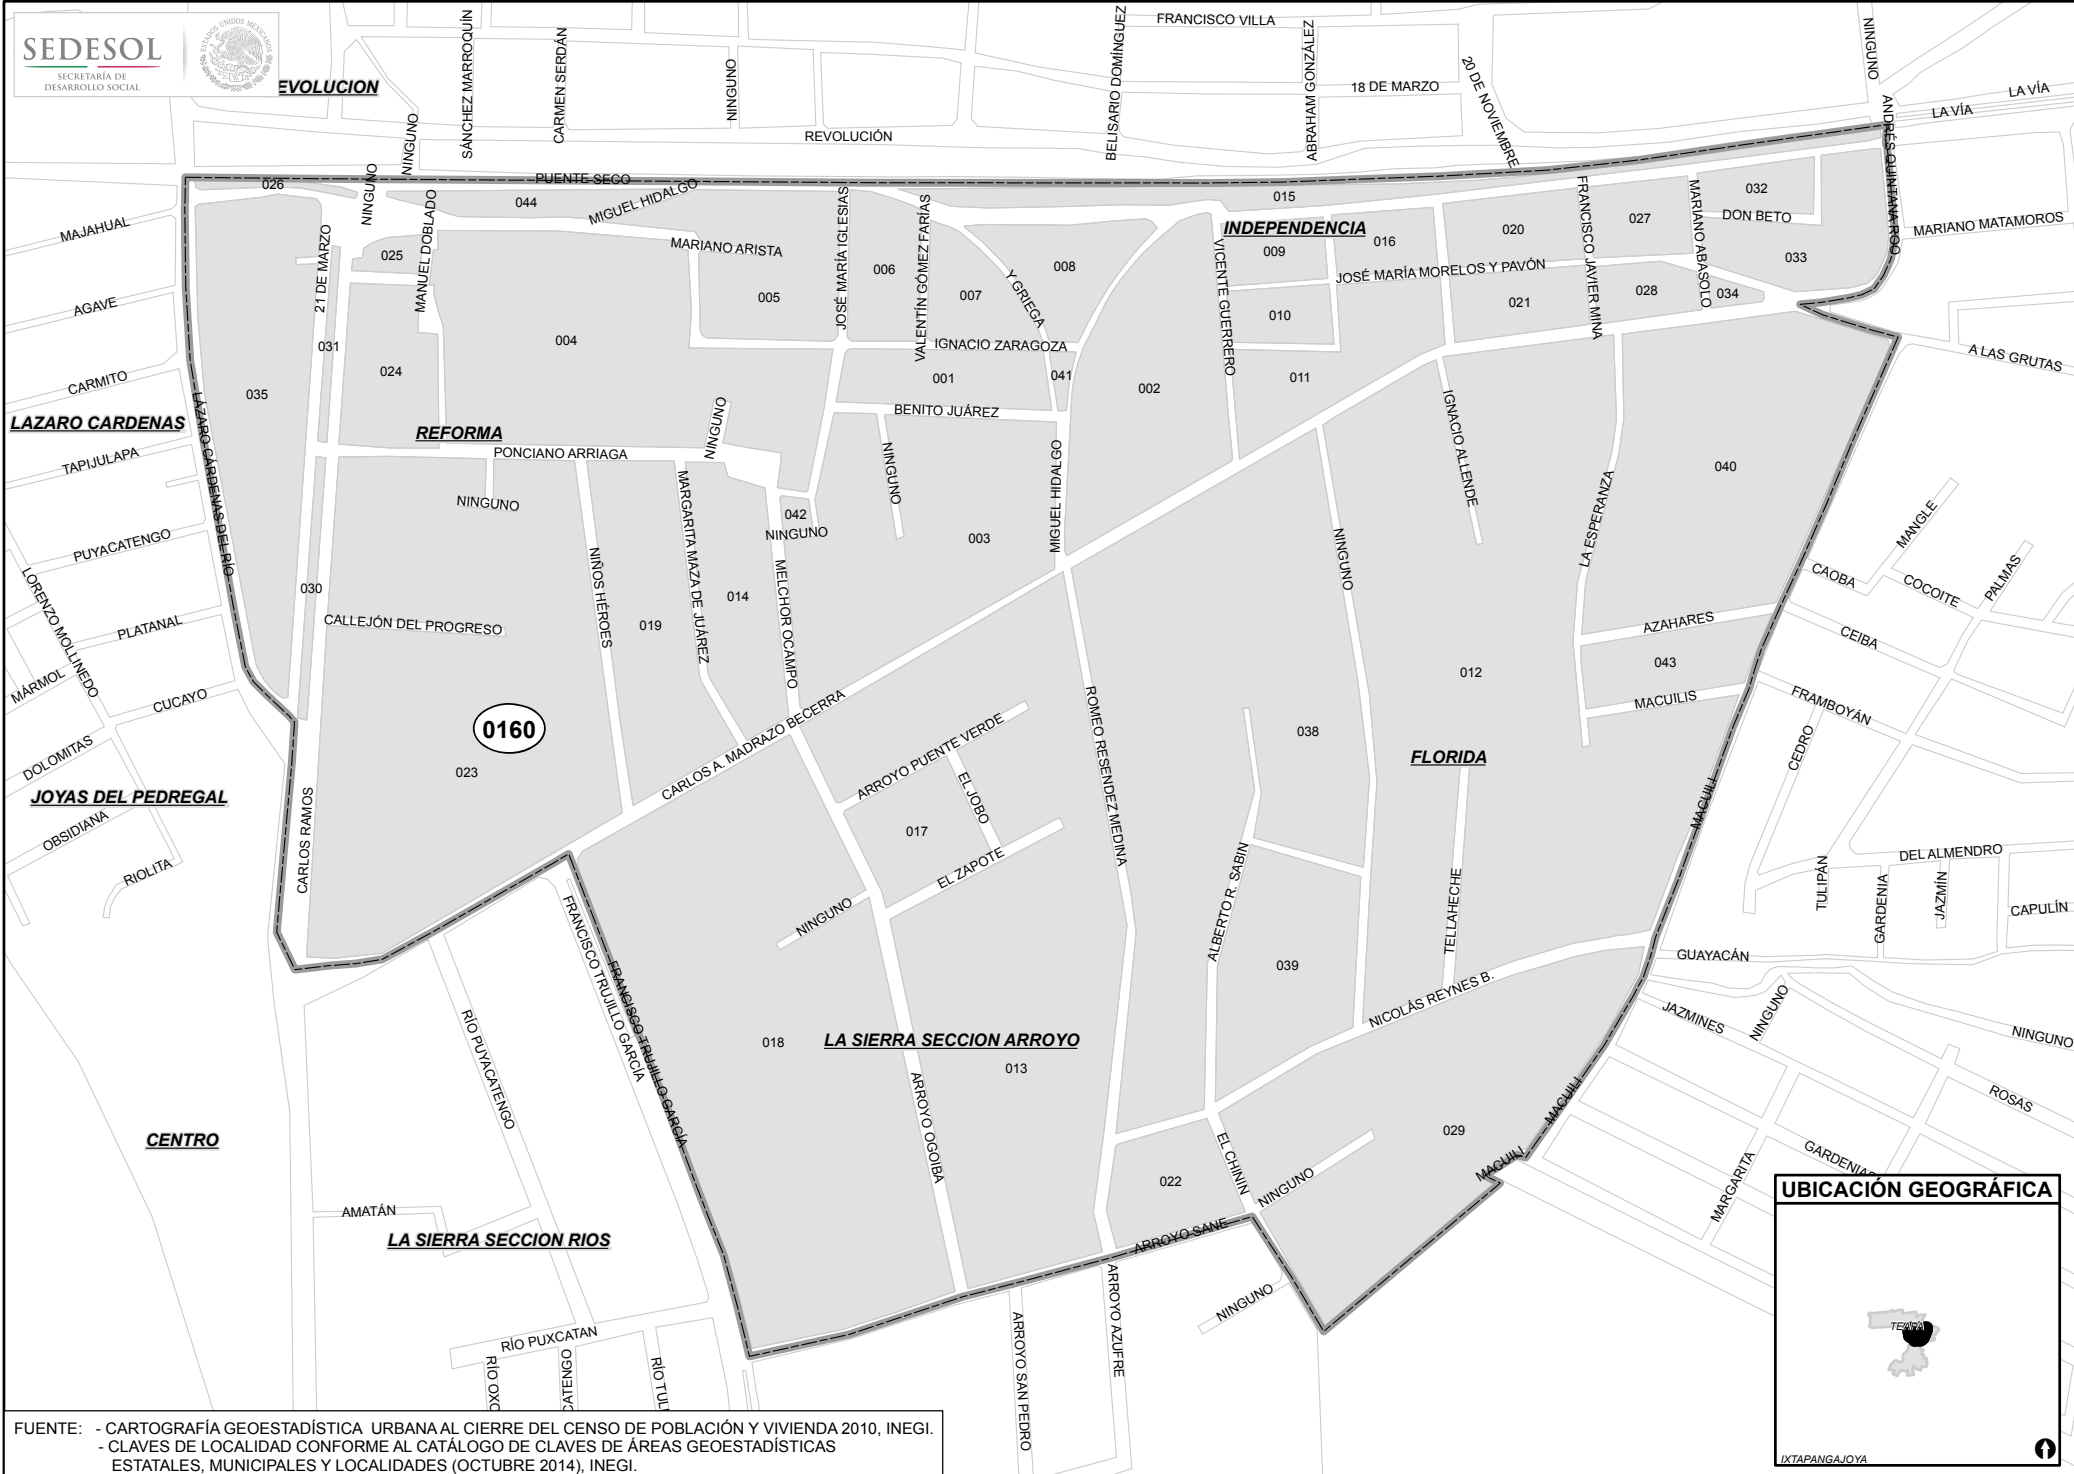 SEDESOL
SECRETARÍA DE
DESARROLLO SOCIAL
ESTADOS UNIDOS MEXICANOS
EVOLUCION
SÁNCHEZ MARROQUÍN
CARMEN SERDÁN
NINGUNO
BELISARIO DOMÍNGUEZ
FRANCISCO VILLA
ABRAHAM GONZÁLEZ
18 DE MARZO
20 DE NOVIEMBRE
NINGUNO
LA VÍA
LA VÍA
REVOLUCIÓN
NINGUNO
NINGUNO
ANDRÉS QUINTANA ROO
PUENTE SECO
026
044
MIGUEL HIDALGO
015
032
DON BETO
027
020
MARIANO MATAMOROS
MAJAHUAL
21 DE MARZO
MANUEL DOBLADO
MARIANO ARISTA
JOSÉ MARÍA IGLESIAS
VALENTÍN GÓMEZ FARÍAS
INDEPENDENCIA
016
FRANCISCO JAVIER MINA
MARIANO ABASOLO
025
006
008
009
033
JOSÉ MARÍA MORELOS Y PAVÓN
005
007
Y GRIEGA
VICENTE GUERRERO
028
034
021
010
AGAVE
031
004
IGNACIO ZARAGOZA
A LAS GRUTAS
024
001
041
002
011
CARMITO
035
LÁZARO CÁRDENAS DEL RÍO
BENITO JUÁREZ
IGNACIO ALLENDE
LAZARO CARDENAS
REFORMA
PONCIANO ARRIAGA
NINGUNO
NINGUNO
MIGUEL HIDALGO
TAPIJULAPA
040
LA ESPERANZA
NINGUNO
MARGARITA MAZA DE JUÁREZ
042
NINGUNO
003
NINGUNO
MANGLE
PUYACATENGO
NIÑOS HÉROES
MELCHOR OCAMPO
CAOBA
COCOITE
PALMAS
LORENZO MOLLINEDO
030
014
CALLEJÓN DEL PROGRESO
019
AZAHARES
CEIBA
PLATANAL
012
043
MÁRMOL
CUCAYO
MACUILIS
FRAMBOYÁN
CARLOS A. MADRAZO BECERRA
ROMEO RESENDEZ MEDINA
0160
ARROYO PUENTE VERDE
038
CEDRO
DOLOMITAS
023
FLORIDA
JOYAS DEL PEDREGAL
EL JOBO
MACUILI
OBSIDIANA
CARLOS RAMOS
017
EL ZAPOTE
ALBERTO R. SABIN
TELLAHECHE
DEL ALMENDRO
RIOLITA
TULIPÁN
GARDENIA
JAZMÍN
CAPULÍN
NINGUNO
FRANCISCO TRUJILLO GARCÍA
FRANCISCO TRUJILLO GARCÍA
039
GUAYACÁN
NICOLÁS REYNES B.
RÍO PUYACATENGO
018
LA SIERRA SECCION ARROYO
013
JAZMINES
NINGUNO
NINGUNO
ARROYO OGOIBA
MACUILI
ROSAS
CENTRO
029
EL CHININ
MACUILI
GARDENIAS
MARGARITA
022
NINGUNO
AMATÁN
LA SIERRA SECCION RIOS
ARROYO SANE
ARROYO AZUFRE
NINGUNO
RÍO PUXCATAN
ARROYO SAN PEDRO
RÍO OXO
CATENGO
RÍO TULI
UBICACIÓN GEOGRÁFICA
TEAPA
IXTAPANGAJOYA
FUENTE: - CARTOGRAFÍA GEOESTADÍSTICA URBANA AL CIERRE DEL CENSO DE POBLACIÓN Y VIVIENDA 2010, INEGI.
- CLAVES DE LOCALIDAD CONFORME AL CATÁLOGO DE CLAVES DE ÁREAS GEOESTADÍSTICAS
ESTATALES, MUNICIPALES Y LOCALIDADES (OCTUBRE 2014), INEGI.